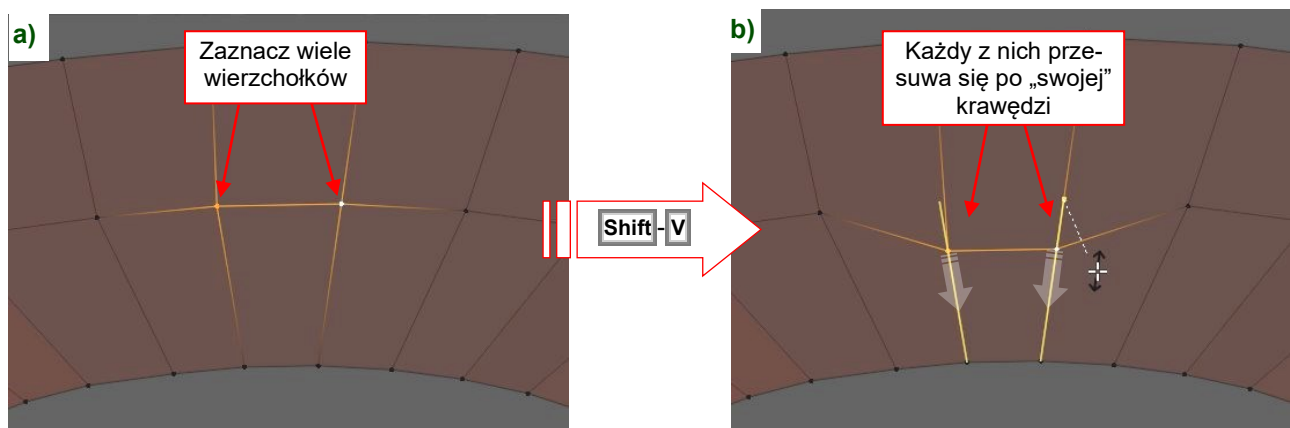 a)
Zaznacz wiele
wierzchołków
Shift - V
b)
Każdy z nich prze-
suwa się po „swojej”
krawędzi